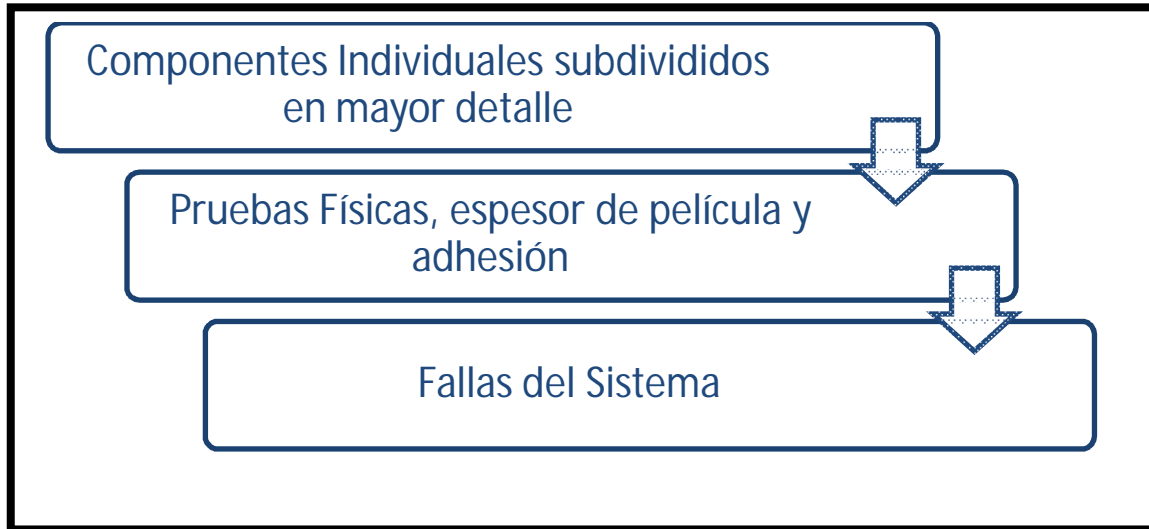 Componentes Individuales subdivididos
en mayor detalle
Pruebas Físicas, espesor de película y
adhesión
Fallas del Sistema